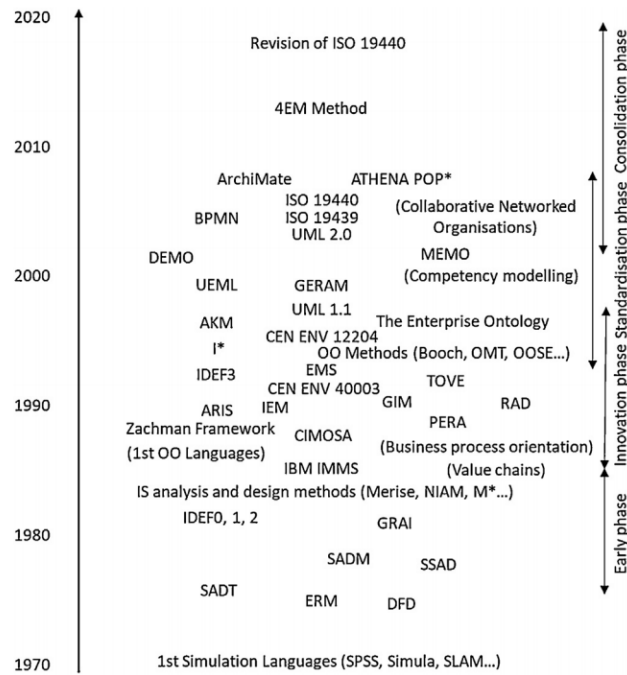 2020
Revision of ISO 19440
4EM Method
2010
ArchiMate
ATHENA POP*
ISO 19440
(Collaborative Networked
Organisations)
BPMN
ISO 19439
UML 2.0
DEMO
MEMO
2000
(Competency modelling)
UEML
GERAM
UML 1.1
AKM
The Enterprise Ontology
CEN ENV 12204
I*
OO Methods (Booch, OMT, OOSE...)
IDEF3
EMS
TOVE
CEN ENV 40003
1990
ARIS
IEM
GIM
RAD
PERA
Zachman Framework
(1st OO Languages)
CIMOSA
(Business process orientation)
IBM IMMS
(Value chains)
IS analysis and design methods (Merise, NIAM, M*...)
IDEF0, 1, 2
GRAI
1980
SADM
SSAD
SADT
ERM
DFD
1970
1st Simulation Languages (SPSS, Simula, SLAM...)
Consolidation phase
Standardisation phase
Innovation phase
Early phase